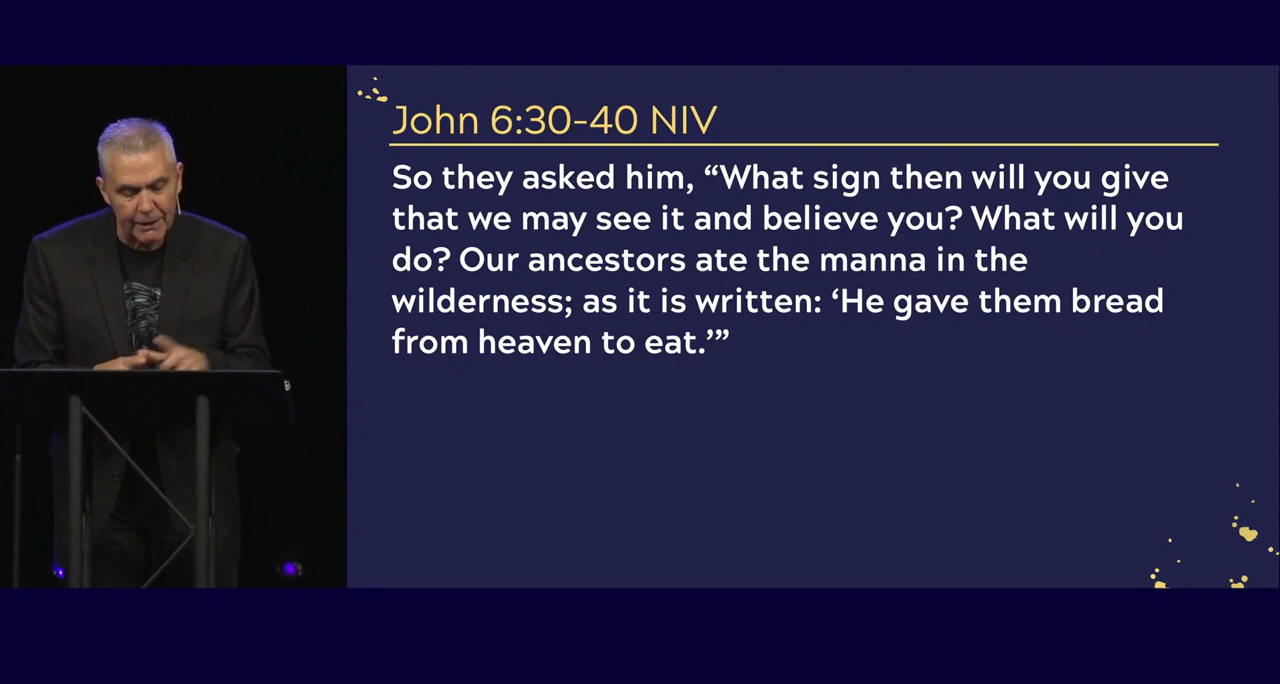 John 6:30-40 NIV
So they asked him, “What sign then will you give
that we may see it and believe you? What will you
do? Our ancestors ate the manna in the
wilderness; as it is written: ‘He gave them bread
from heaven to eat.’”